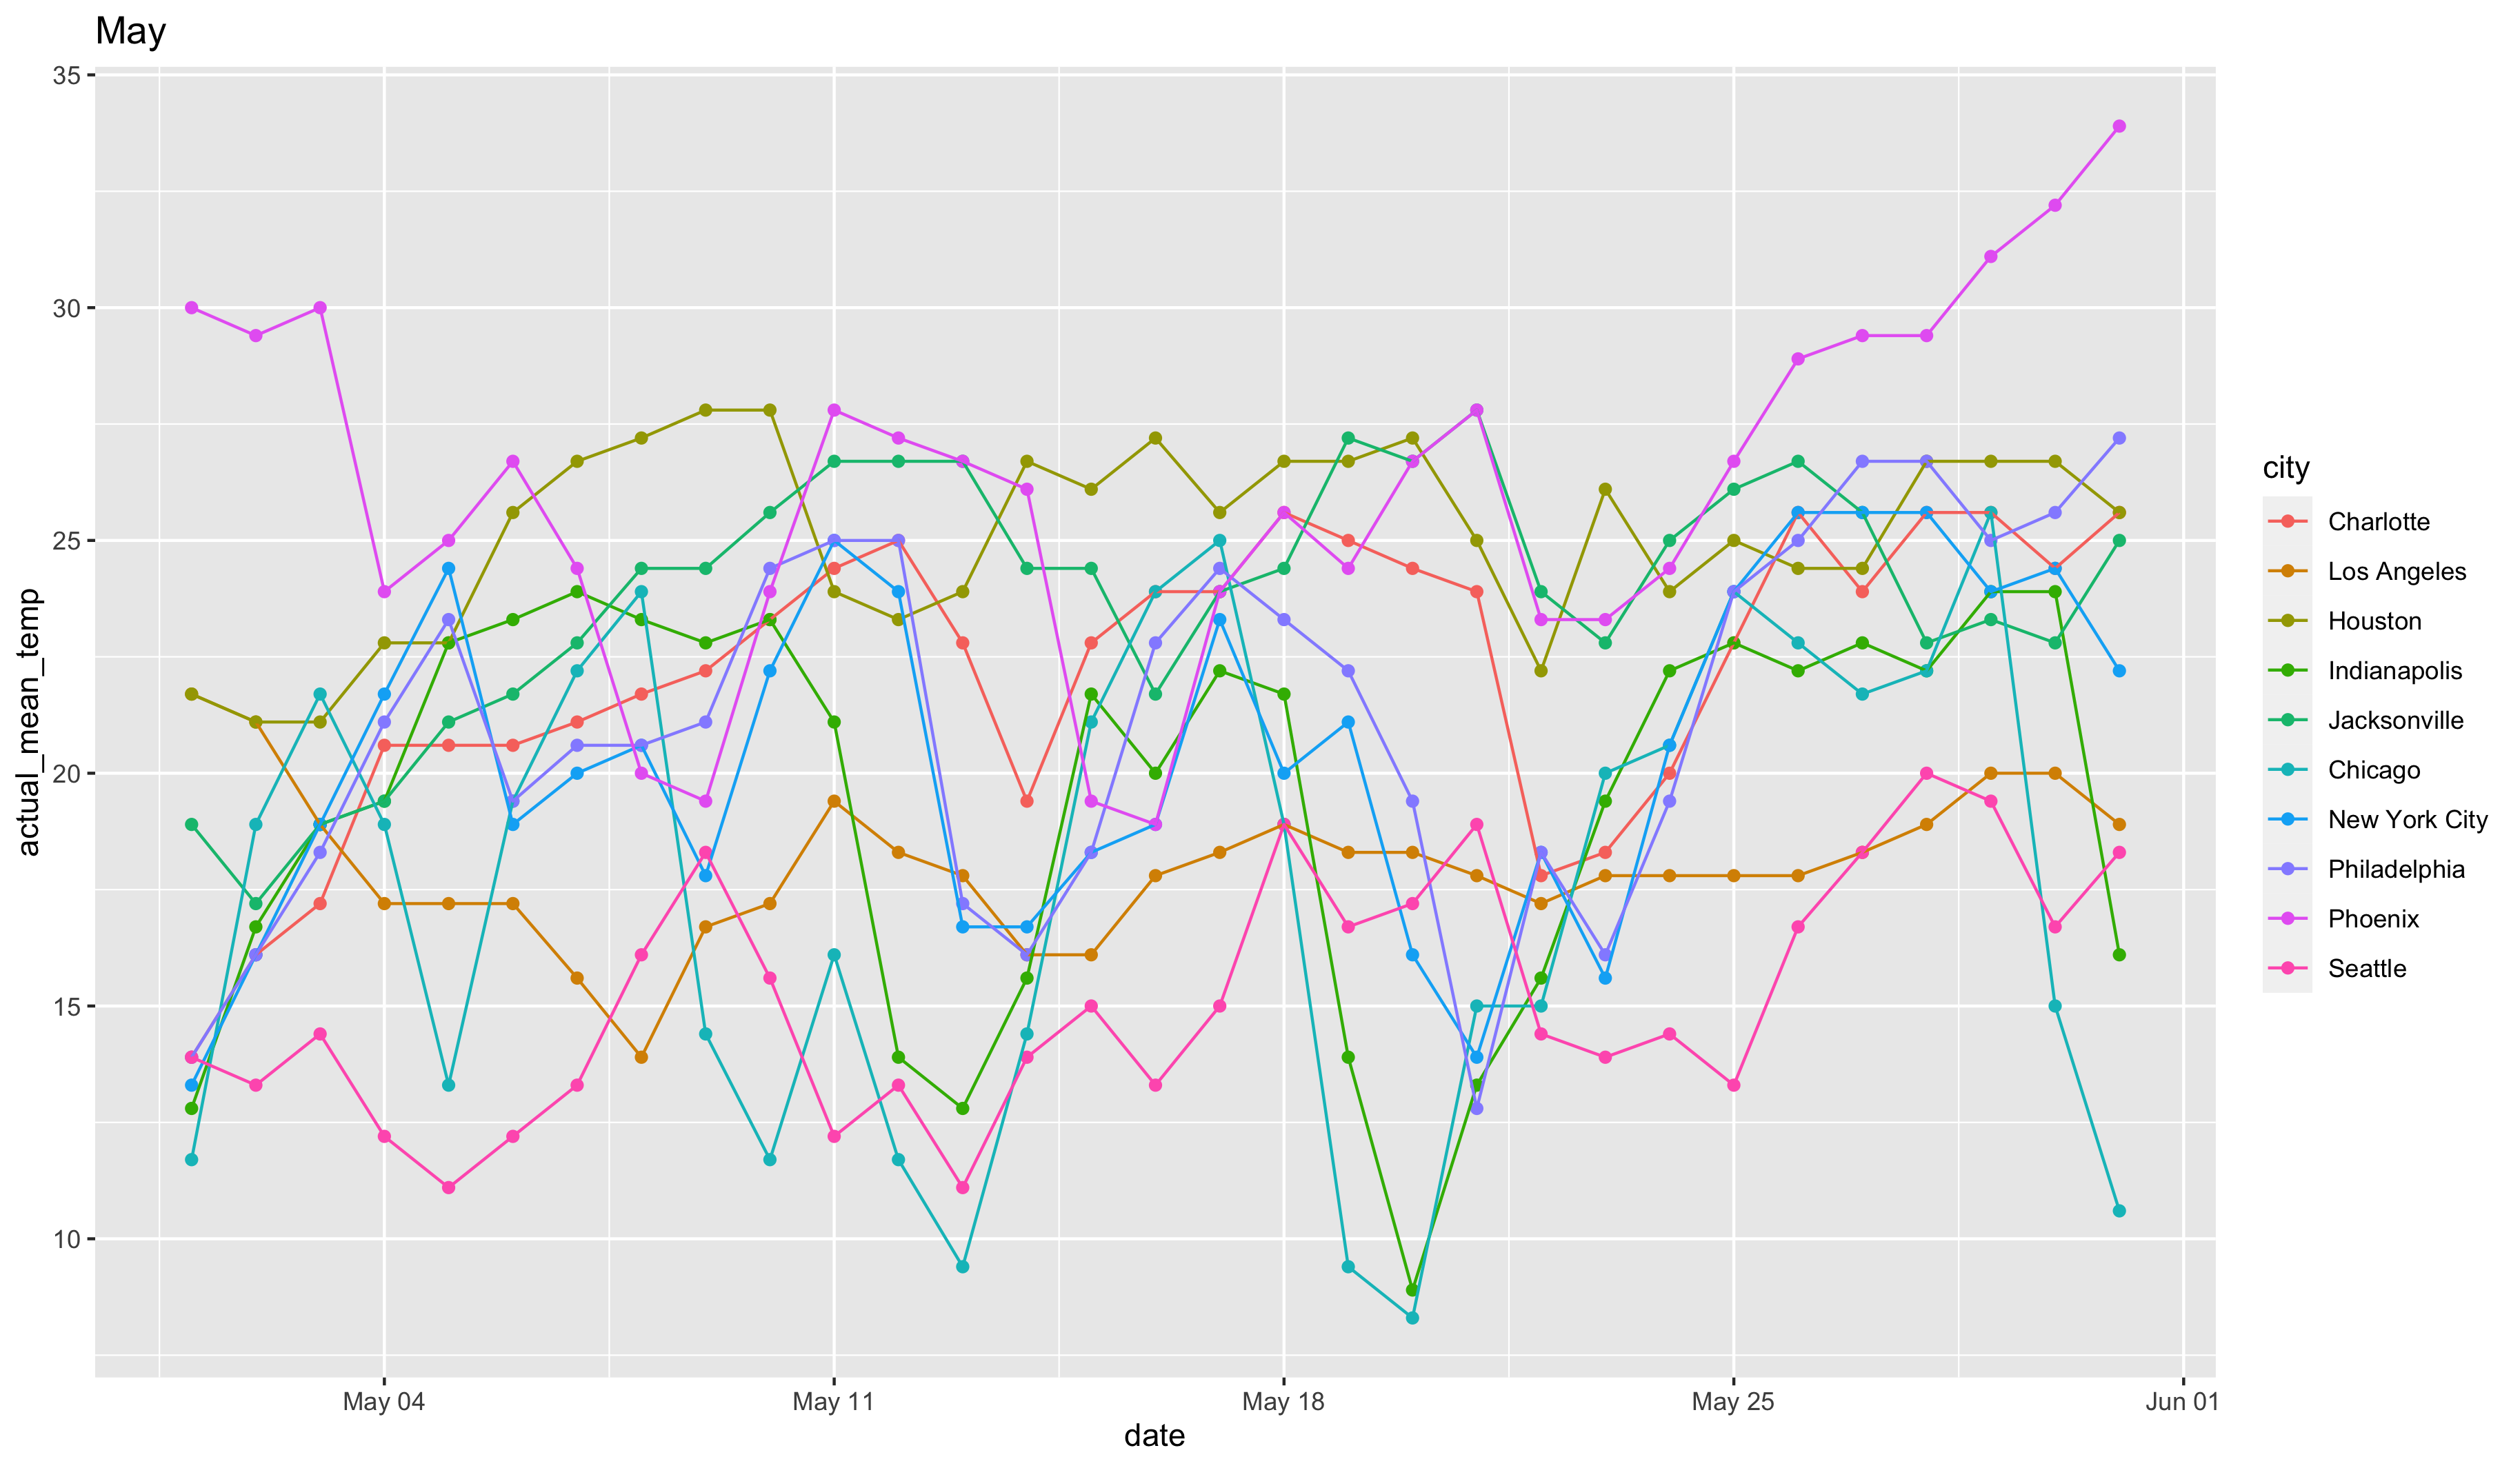 May
35
30
25
20
15
10
actual_mean_temp
May 04
May 11
May 18
May 25
Jun 01
date
city
Charlotte
Los Angeles
Houston
Indianapolis
Jacksonville
Chicago
New York City
Philadelphia
Phoenix
Seattle